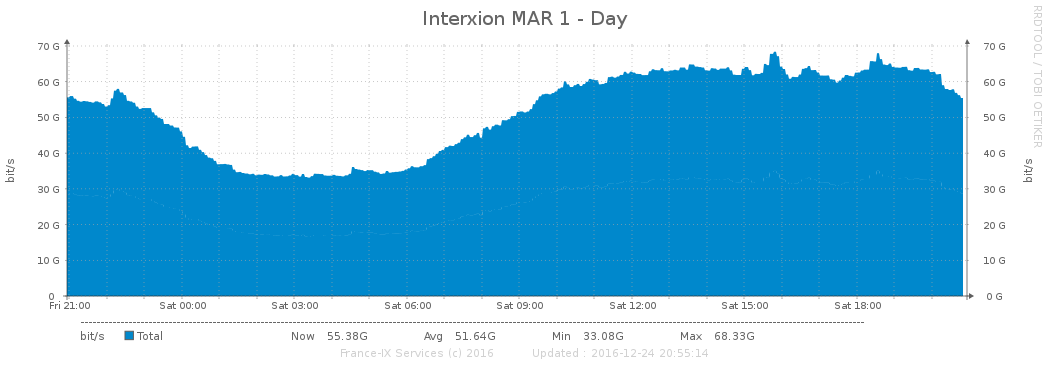 Interxion MAR 1 - Day
RRDTOOL / TOBI OETIKER
70 G 70 G
60 G 60 G
50 G 50 G
40 G 40 G
30 G 30 G
20 G 20 G
10 G 10 G
0 0 G
bit/s bit/s
Fri 21:00 Sat 00:00 Sat 03:00 Sat 06:00 Sat 09:00 Sat 12:00 Sat 15:00 Sat 18:00
bit/s Total Now 55.38G Avg 51.64G Min 33.08G Max 68.33G
France-IX Services (c) 2016 Updated : 2016-12-24 20:55:14